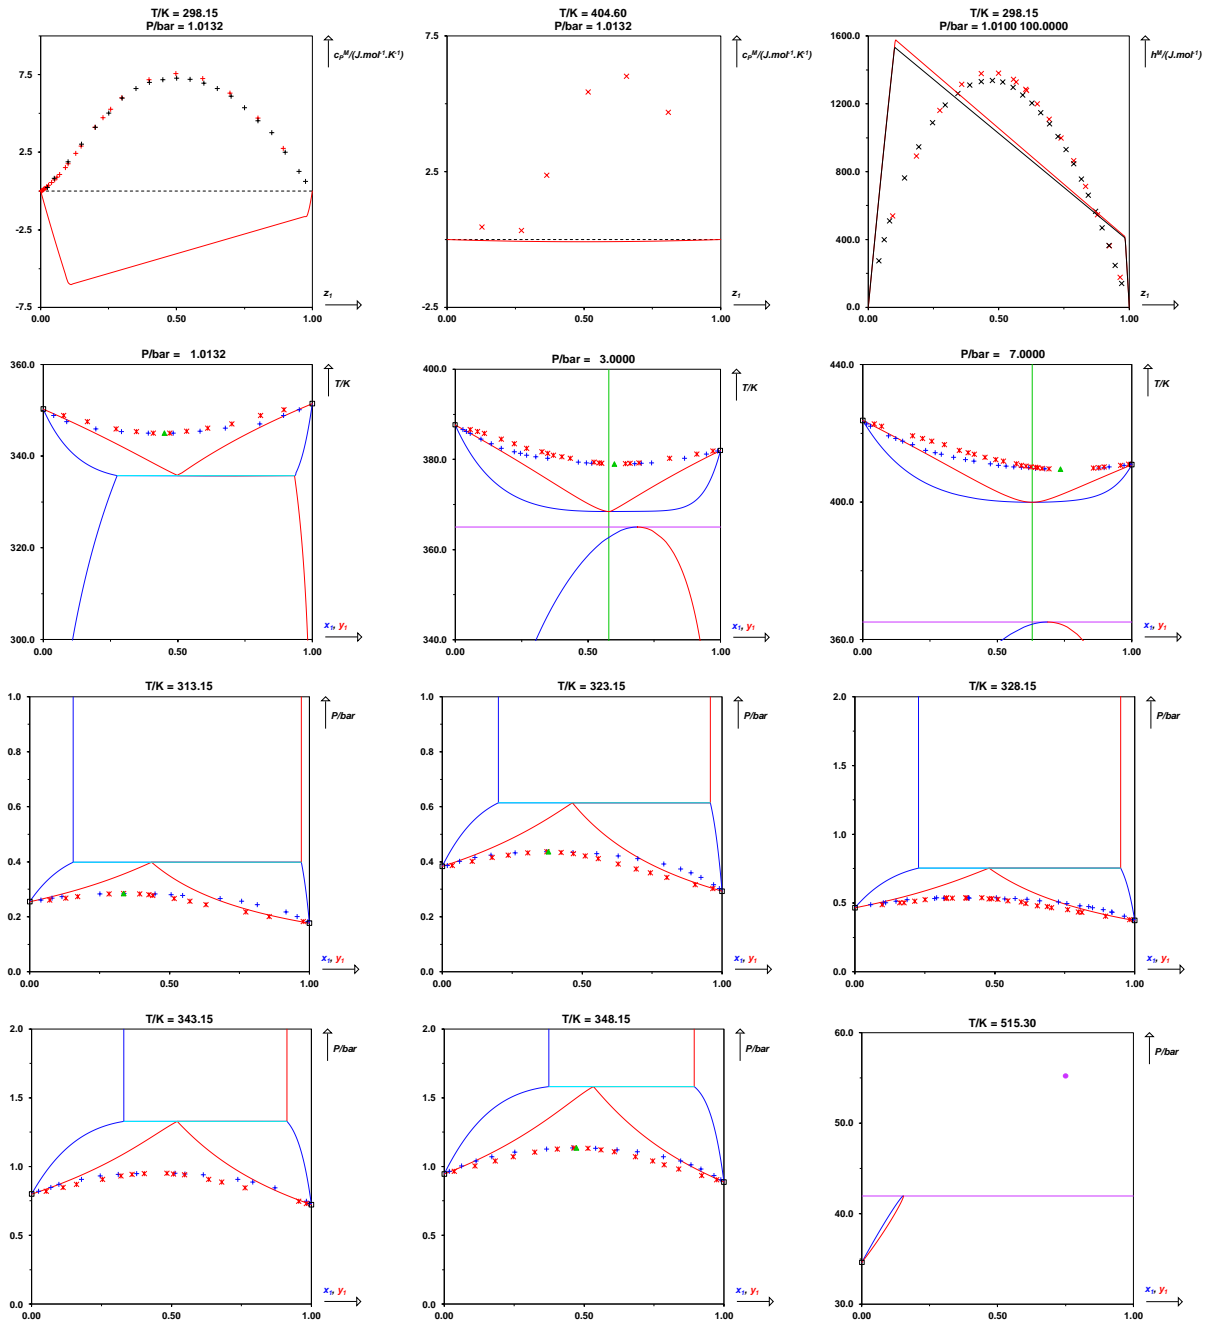 T/K = 298.15
P/bar = 1.0132
7.5
2.5
-2.5
-7.5
0.00
0.50
1.00
cₚᴹ/(J.mol⁻¹.K⁻¹)
z₁
T/K = 404.60
P/bar = 1.0132
7.5
2.5
-2.5
0.00
0.50
1.00
cₚᴹ/(J.mol⁻¹.K⁻¹)
z₁
T/K = 298.15
P/bar = 1.0100 100.0000
1600.0
1200.0
800.0
400.0
0.0
0.00
0.50
1.00
hᴹ/(J.mol⁻¹)
z₁
P/bar = 1.0132
360.0
340.0
320.0
300.0
0.00
0.50
1.00
T/K
x₁, y₁
P/bar = 3.0000
400.0
380.0
360.0
340.0
0.00
0.50
1.00
T/K
x₁, y₁
P/bar = 7.0000
440.0
400.0
360.0
0.00
0.50
1.00
T/K
x₁, y₁
T/K = 313.15
1.0
0.8
0.6
0.4
0.2
0.0
0.00
0.50
1.00
P/bar
x₁, y₁
T/K = 323.15
1.0
0.8
0.6
0.4
0.2
0.0
0.00
0.50
1.00
P/bar
x₁, y₁
T/K = 328.15
2.0
1.5
1.0
0.5
0.0
0.00
0.50
1.00
P/bar
x₁, y₁
T/K = 343.15
2.0
1.5
1.0
0.5
0.0
0.00
0.50
1.00
P/bar
x₁, y₁
T/K = 348.15
2.0
1.5
1.0
0.5
0.0
0.00
0.50
1.00
P/bar
x₁, y₁
T/K = 515.30
60.0
50.0
40.0
30.0
0.00
0.50
1.00
P/bar
x₁, y₁